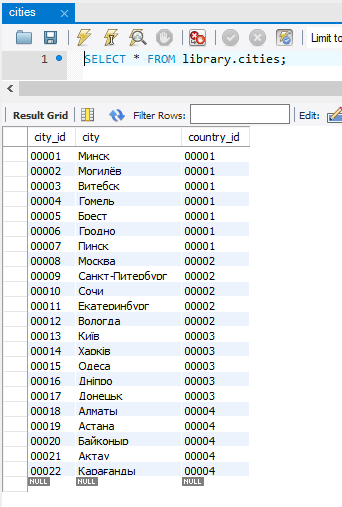 cities
Limit to
1 SELECT * FROM library.cities;
Result Grid Filter Rows: Edit:
city_id city country_id
00001 Минск 00001
00002 Могилёв 00001
00003 Витебск 00001
00004 Гомель 00001
00005 Брест 00001
00006 Гродно 00001
00007 Пинск 00001
00008 Москва 00002
00009 Санкт-Питербург 00002
00010 Сочи 00002
00011 Екатеринбург 00002
00012 Вологда 00002
00013 Київ 00003
00014 Харків 00003
00015 Одеса 00003
00016 Дніпро 00003
00017 Донецьк 00003
00018 Алматы 00004
00019 Астана 00004
00020 Байконыр 00004
00021 Актау 00004
00022 Карағанды 00004
NULL NULL NULL